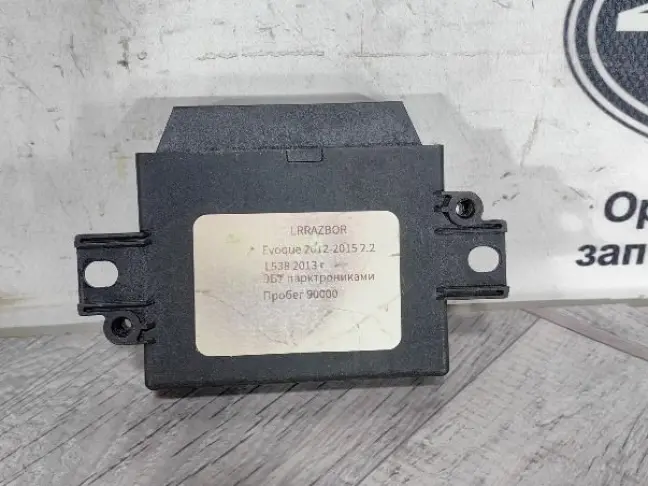 LRRAZBOR
* Evoque 2012-2015 2.2
L538 2013 г
ЭБУ парктрониками
Пробег 90000
Ор
зап